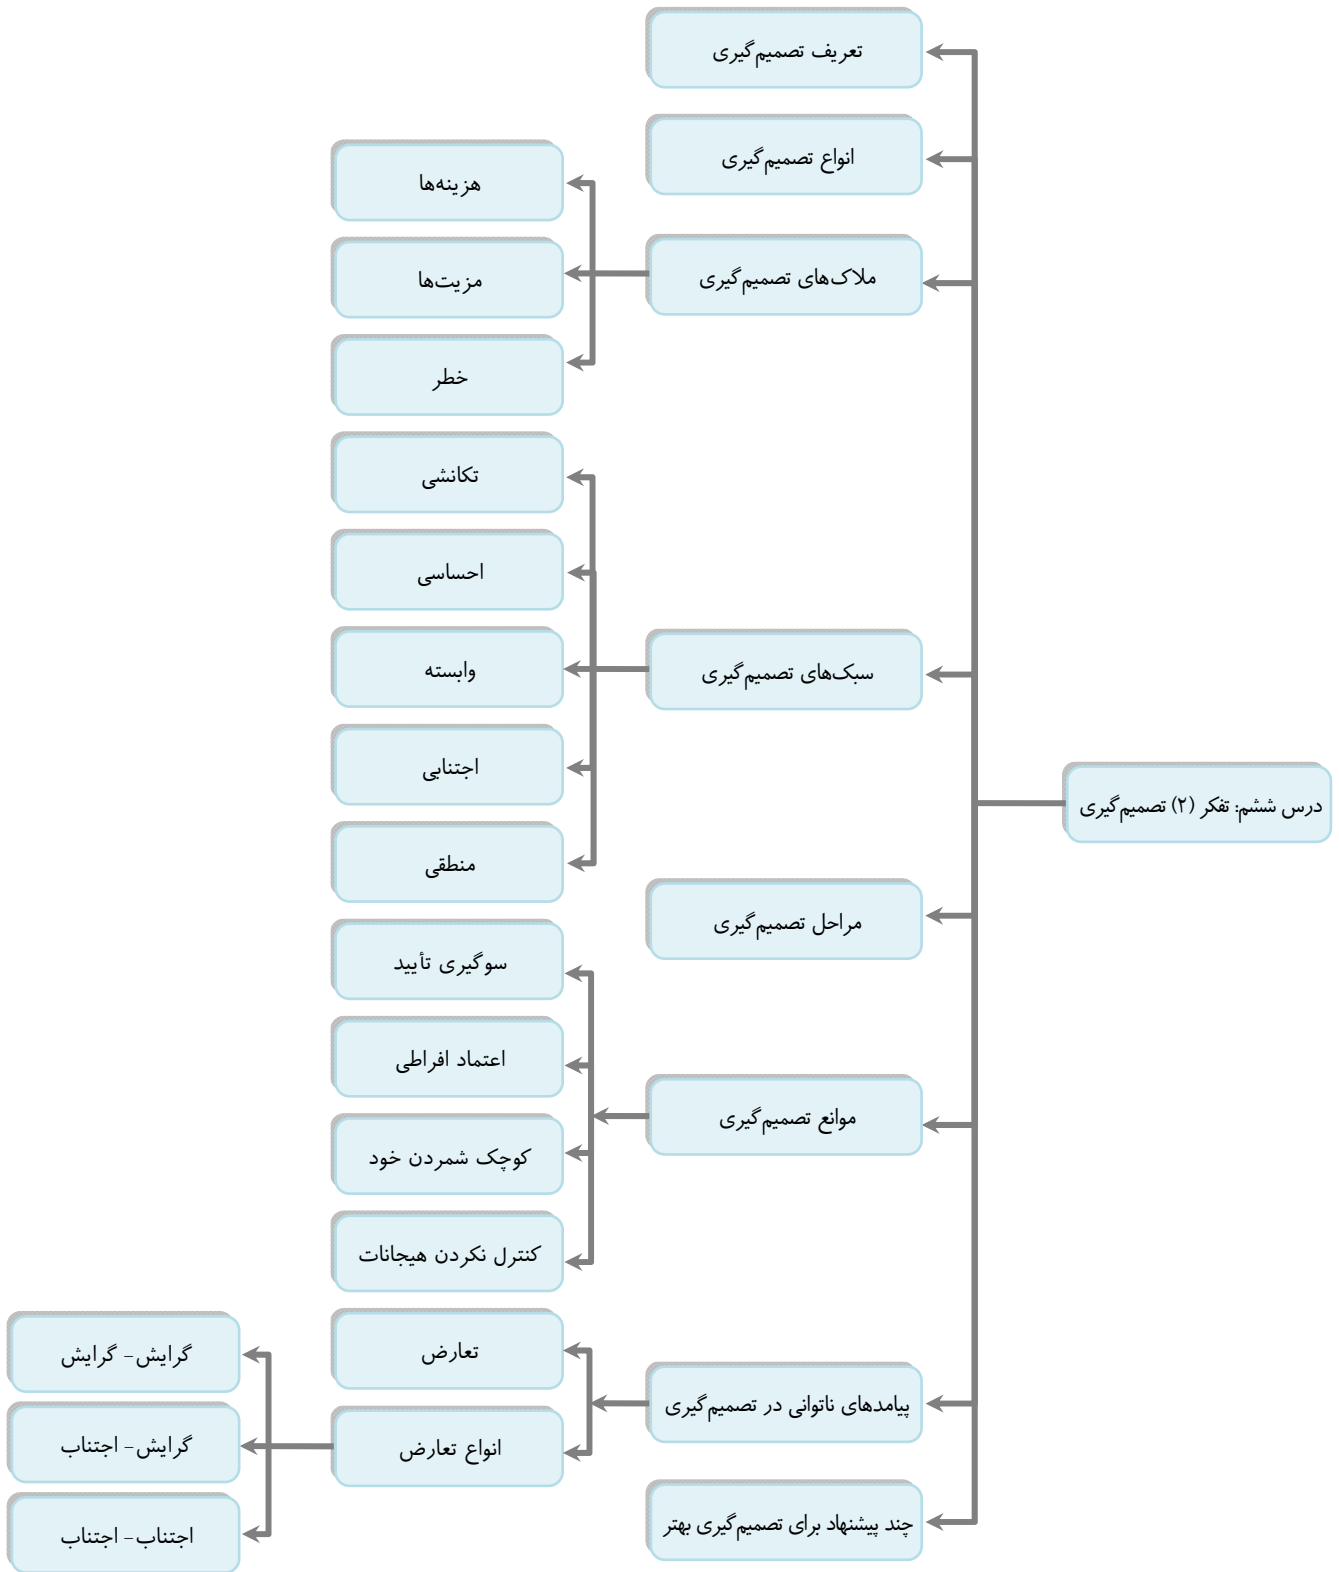 درس ششم: تفکر (۲) تصمیم‌گیری
تعریف تصمیم‌گیری
انواع تصمیم‌گیری
ملاک‌های تصمیم‌گیری
هزینه‌ها
مزیت‌ها
خطر
سبک‌های تصمیم‌گیری
تکانشی
احساسی
وابسته
اجتنابی
منطقی
مراحل تصمیم‌گیری
موانع تصمیم‌گیری
سوگیری تأیید
اعتماد افراطی
کوچک شمردن خود
کنترل نکردن هیجانات
پیامدهای ناتوانی در تصمیم‌گیری
تعارض
انواع تعارض
گرایش- گرایش
گرایش- اجتناب
اجتناب- اجتناب
چند پیشنهاد برای تصمیم‌گیری بهتر